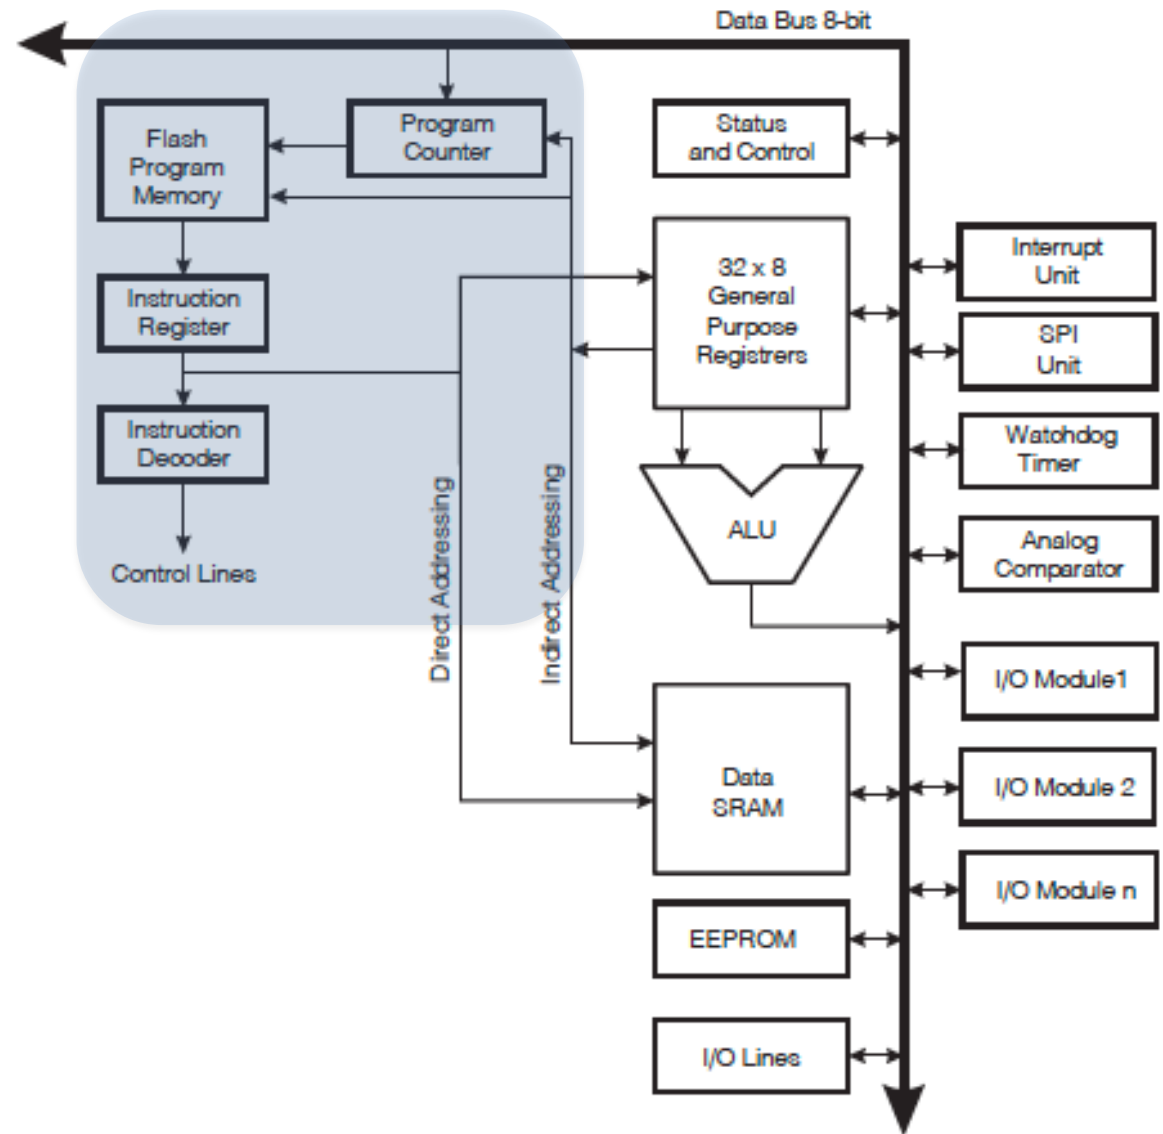 Data Bus 8-bit
Flash
Program
Memory
Program
Counter
Status
and Control
Instruction
Register
32 x 8
General
Purpose
Registrers
Interrupt
Unit
SPI
Unit
Instruction
Decoder
Watchdog
Timer
Control Lines
Direct Addressing
Indirect Addressing
ALU
Analog
Comparator
I/O Module1
Data
SRAM
I/O Module 2
I/O Module n
EEPROM
I/O Lines